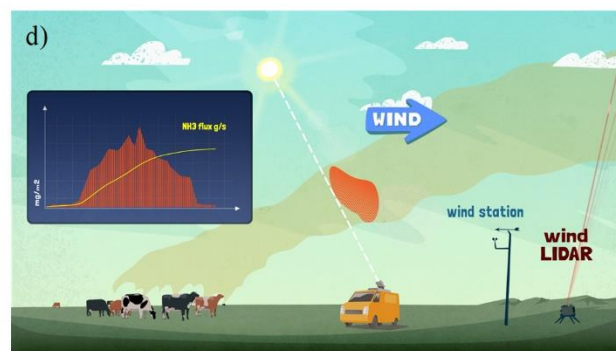 d)
NH3 flux g/s
mg/m2
WIND
wind station
wind
LIDAR